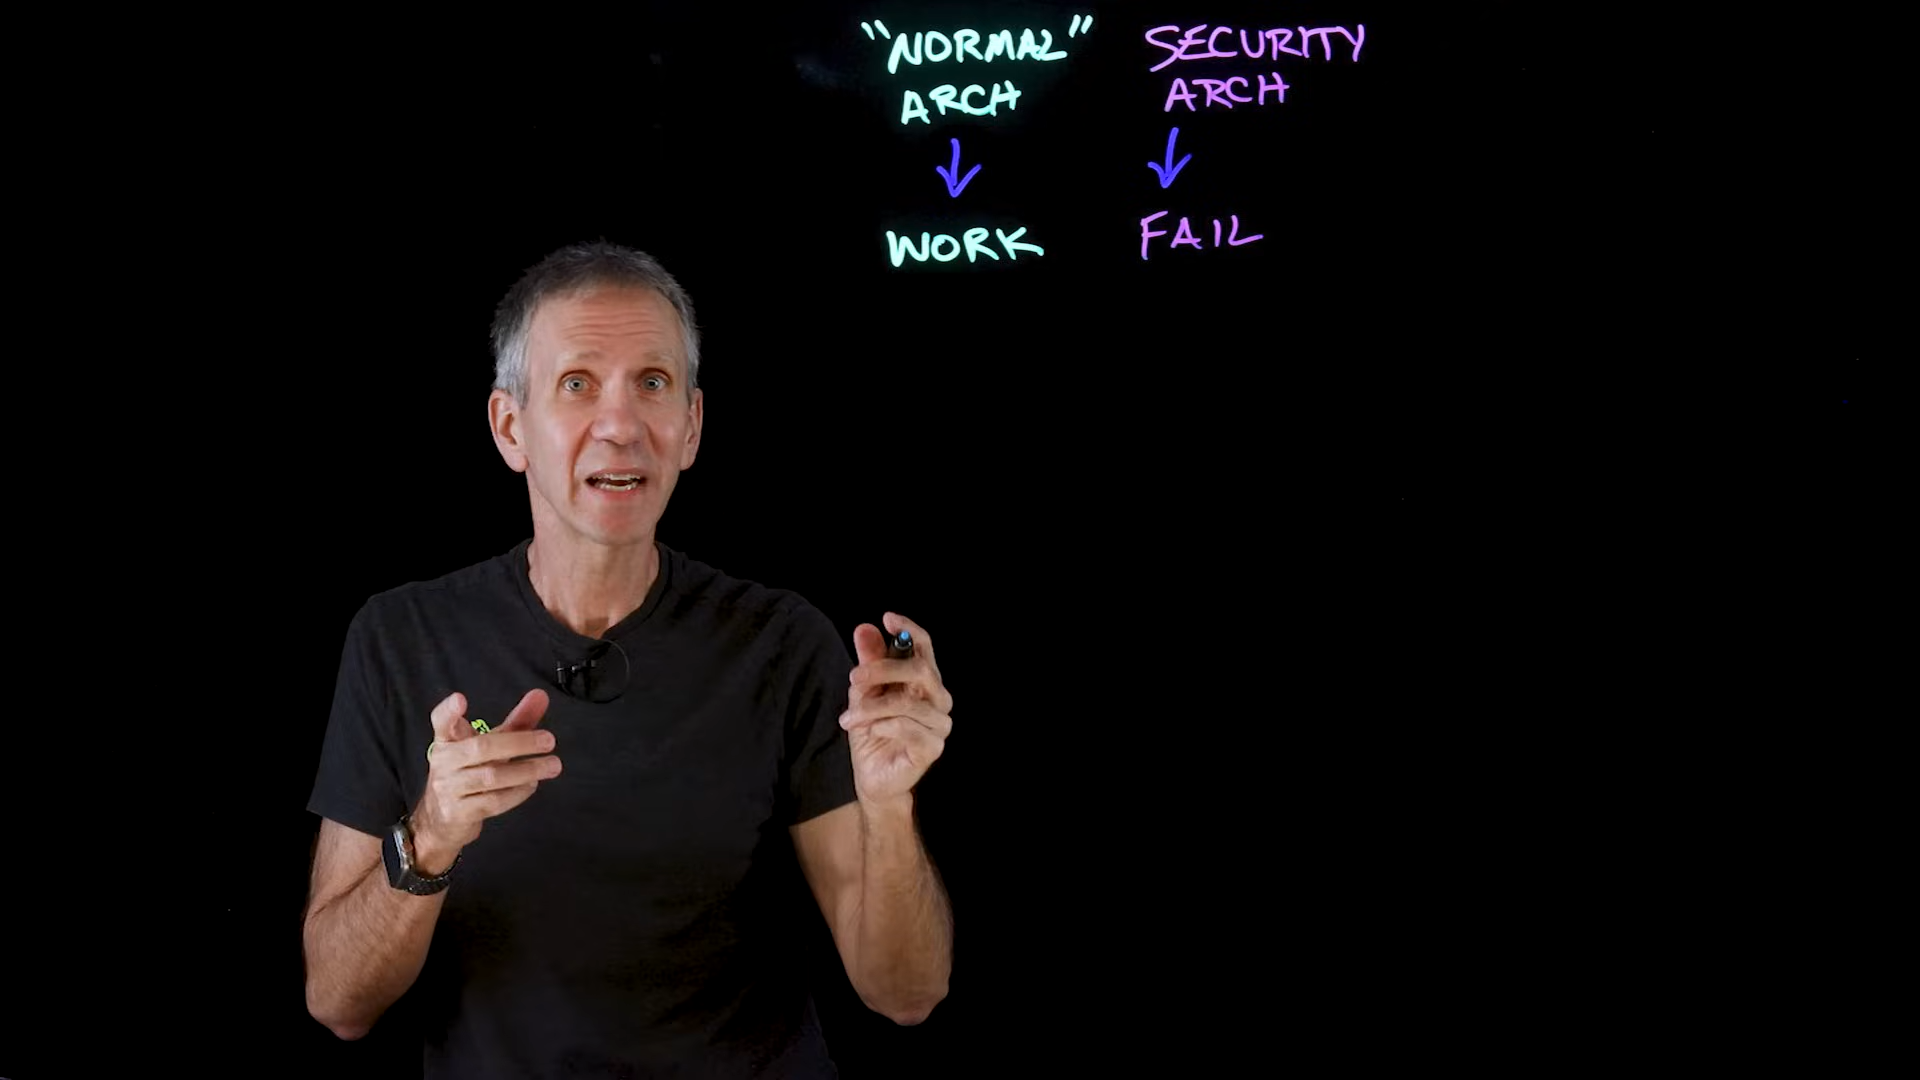 "NORMAL"
ARCH
↓
WORK
SECURITY
ARCH
↓
FAIL